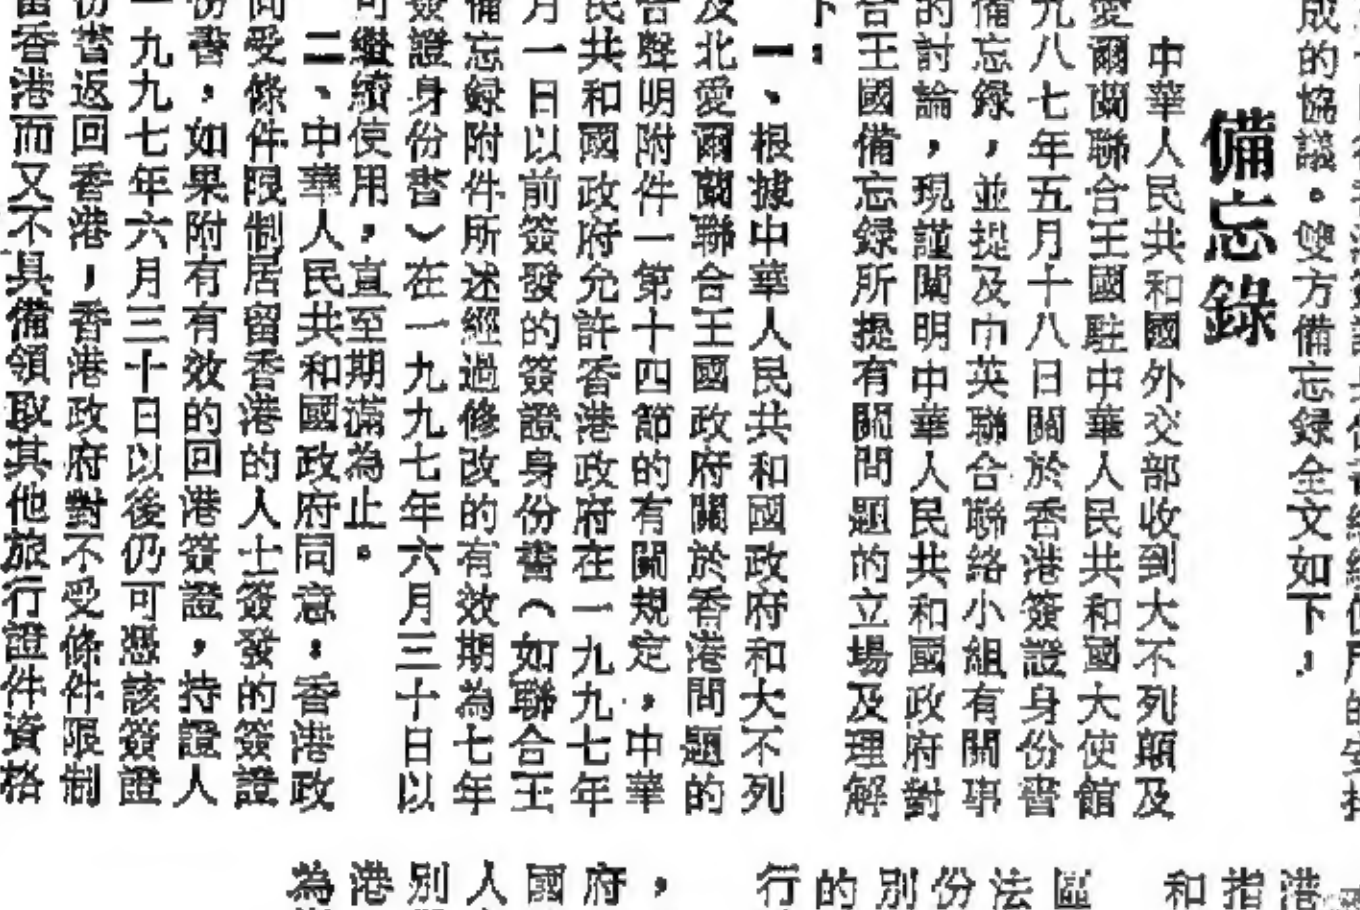 成的協議。雙方備忘録全文如下：
備忘錄
中華人民共和國外交部收到大不列顛及
愛爾蘭聯合王國駐中華人民共和國大使館
九八七年五月十八日關於香港簽證身份書
備忘錄，並提及中英聯合聯絡小組有關事
的討論，現謹闡明中華人民共和國政府對
合王國備忘録所提有關問題的立場及理解
下：
一、根據中華人民共和國政府和大不列
及北愛爾蘭聯合王國政府關於香港問題的
合聲明附件一第十四節的有關規定，中華
民共和國政府允許香港政府在一九九七年
月一日以前簽發的簽證身份書（如聯合王
備忘録附件所述經過修改的有效期為七年
簽證身份書）在一九九七年六月三十日以
可繼續使用，直至期滿為止。
二、中華人民共和國政府同意，香港政
向受條件限制居留香港的人士簽發的簽證
份書，如果附有有效的回港簽證，持證人
一九九七年六月三十日以後仍可憑該簽證
份書返回香港；香港政府對不受條件限制
留香港而又不具備領取其他旅行證件資格
港
指
和
區
法
份
別
的
行
，
府
國
人
別
港
為